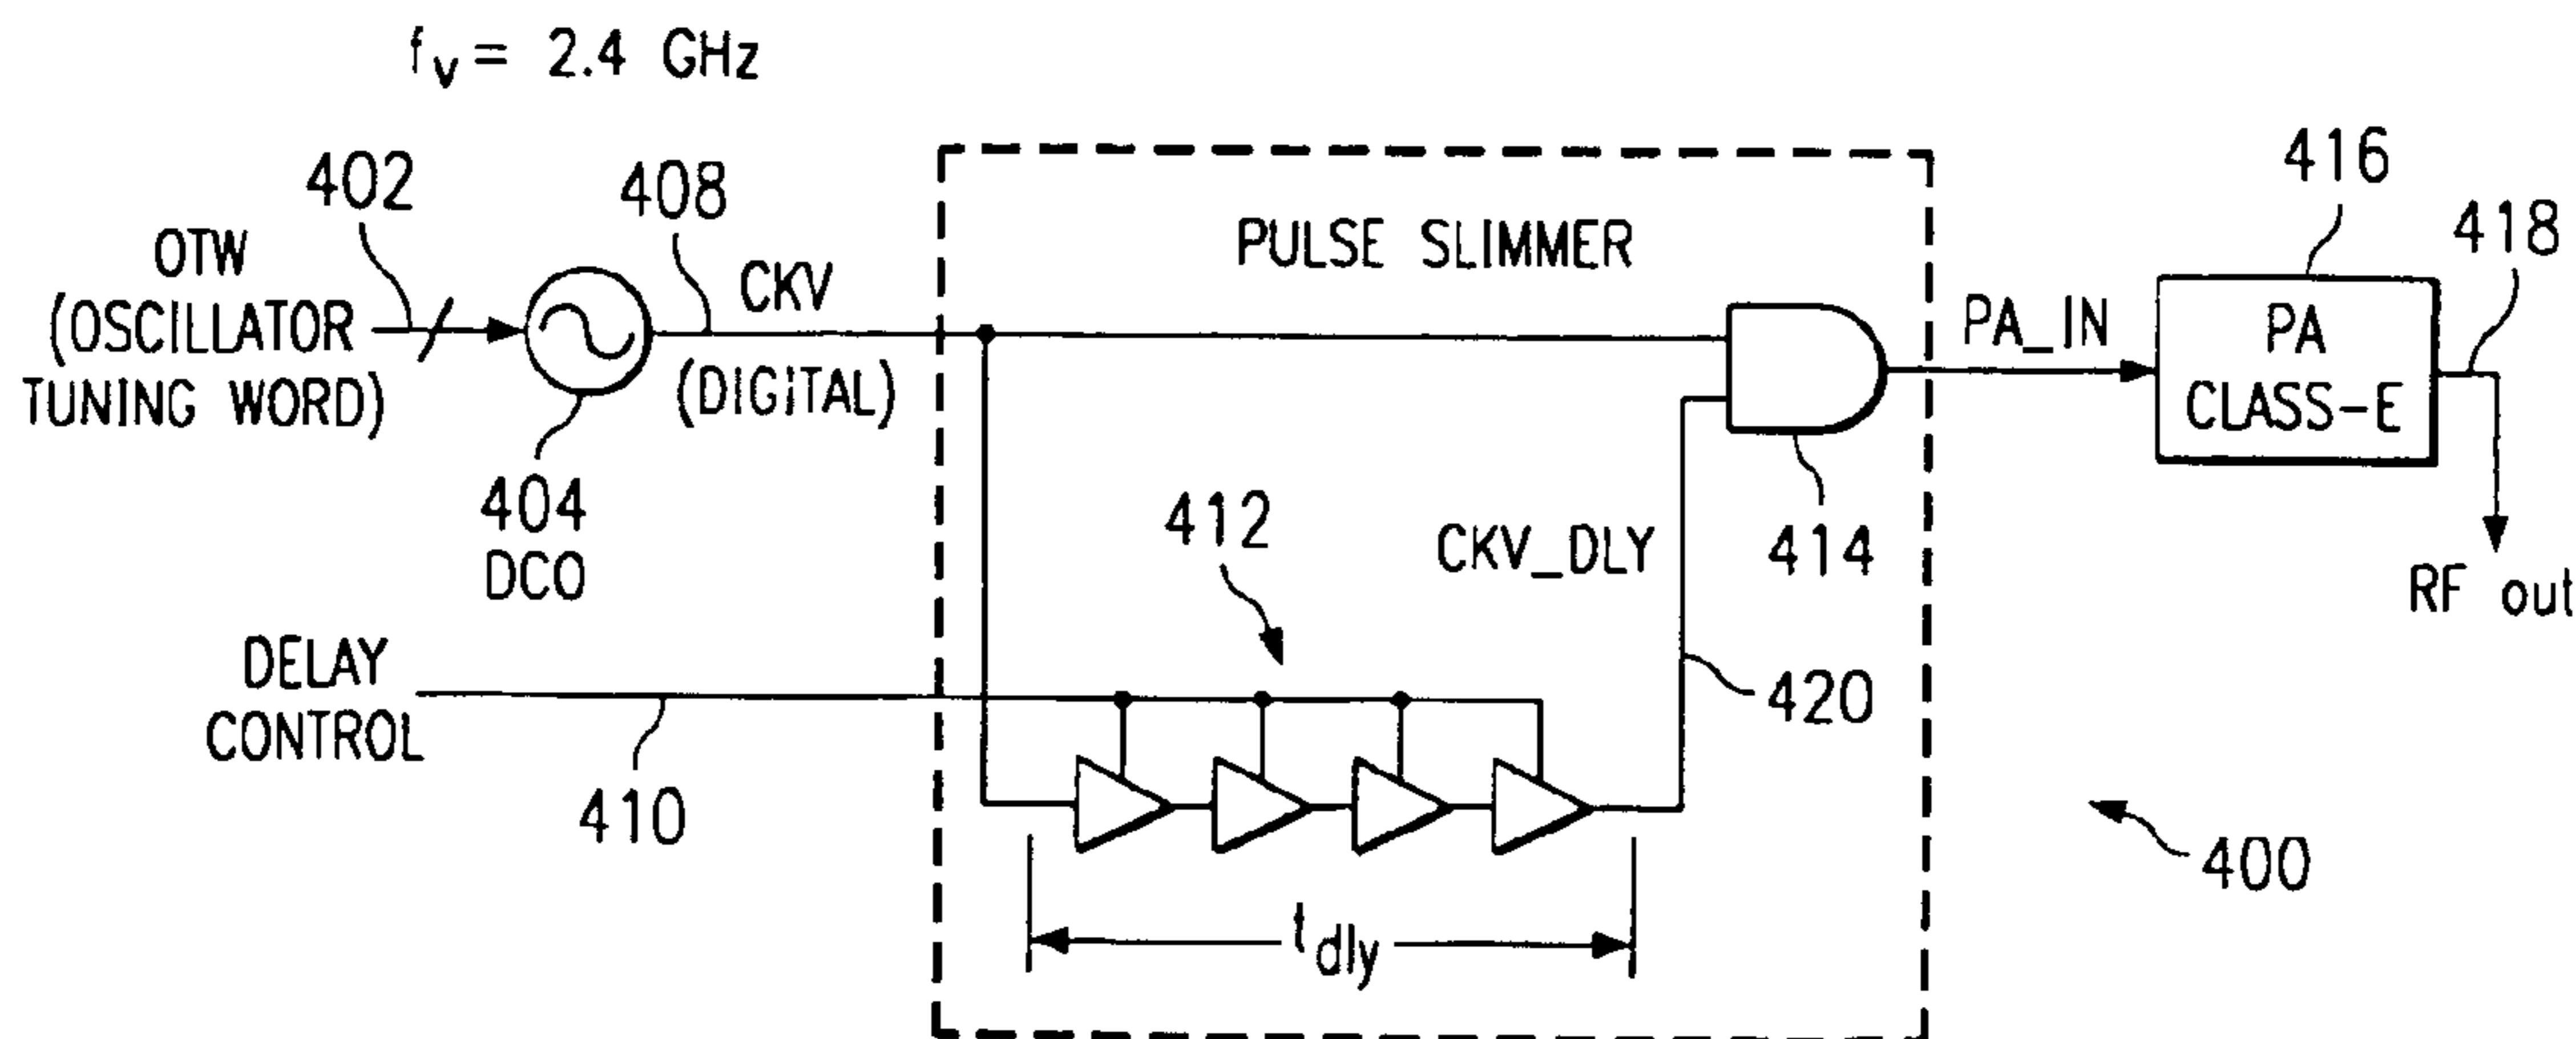 fv = 2.4 GHz
402
408
416
418
OTW
(OSCILLATOR
TUNING WORD)
CKV
(DIGITAL)
PULSE SLIMMER
PA_IN
PA
CLASS-E
404
DCO
412
CKV_DLY
414
RF out
DELAY
CONTROL
410
420
400
tdly